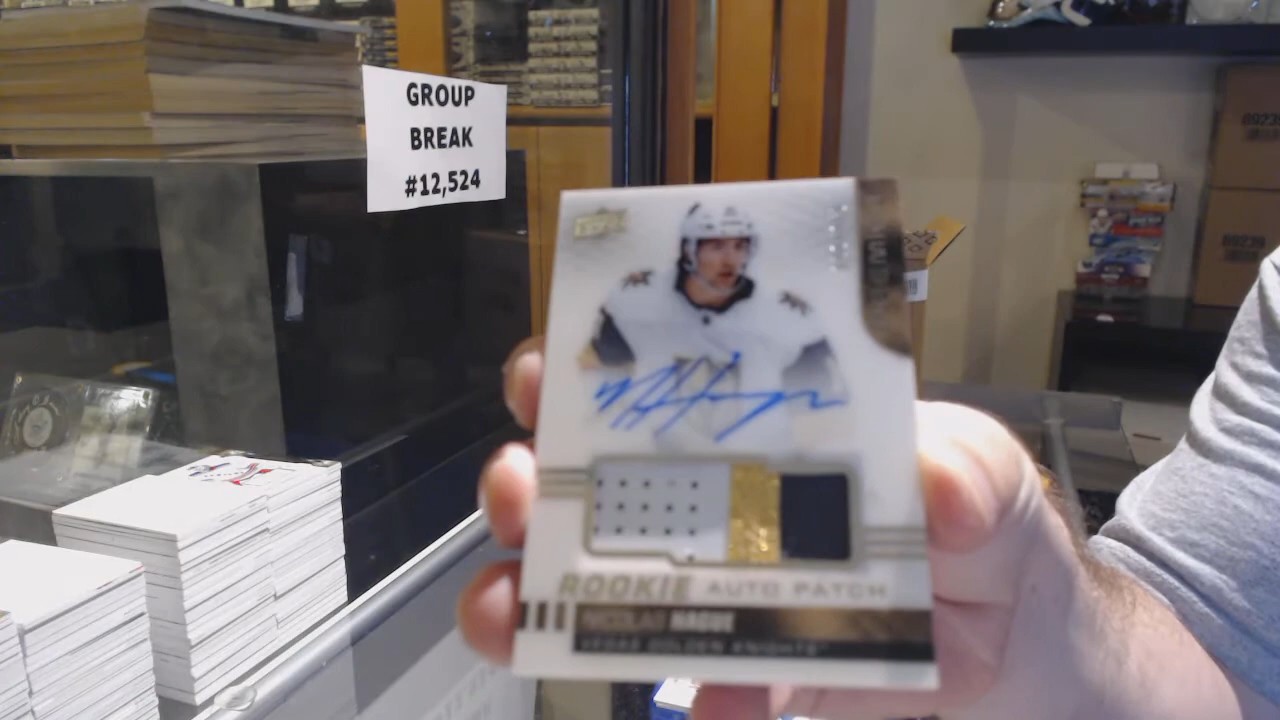 GROUP
BREAK
#12,524
ROOKIE AUTO PATCH
NICOLAS HAGUE
VEGAS GOLDEN KNIGHTS